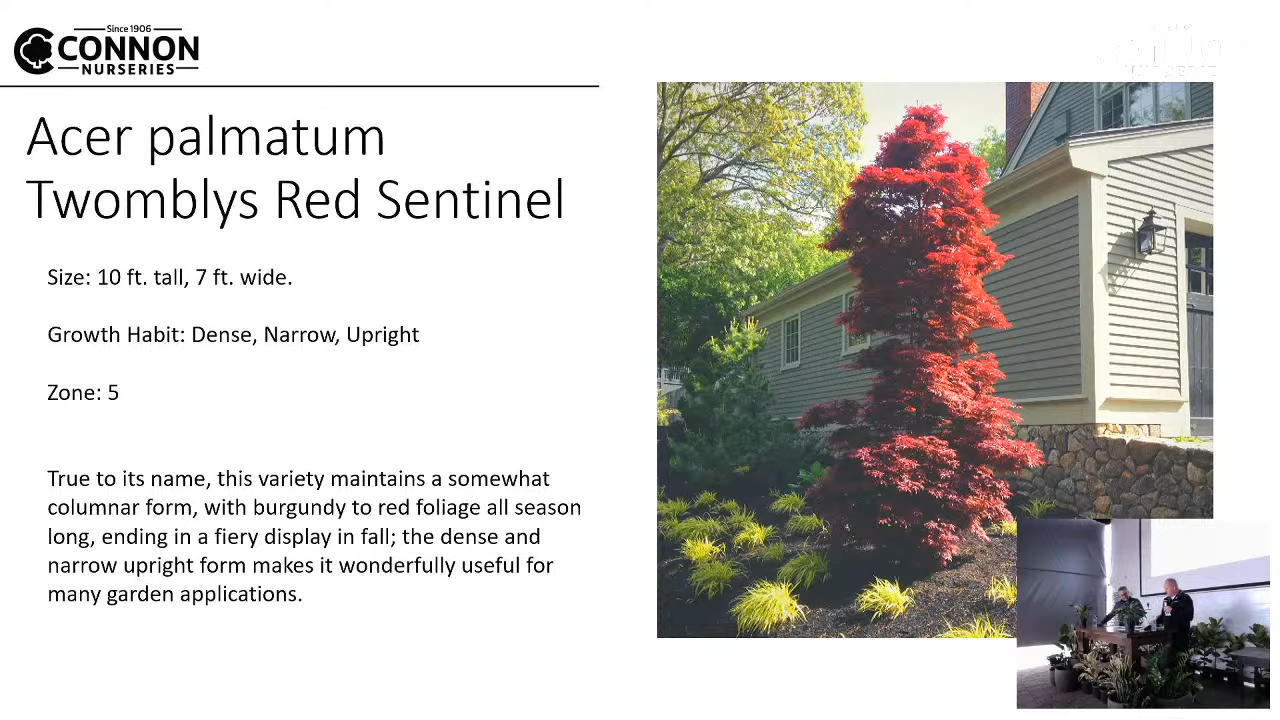 Since 1906
CONNON
NURSERIES
Acer palmatum
Twomblys Red Sentinel
Size: 10 ft. tall, 7 ft. wide.
Growth Habit: Dense, Narrow, Upright
Zone: 5
True to its name, this variety maintains a somewhat
columnar form, with burgundy to red foliage all season
long, ending in a fiery display in fall; the dense and
narrow upright form makes it wonderfully useful for
many garden applications.